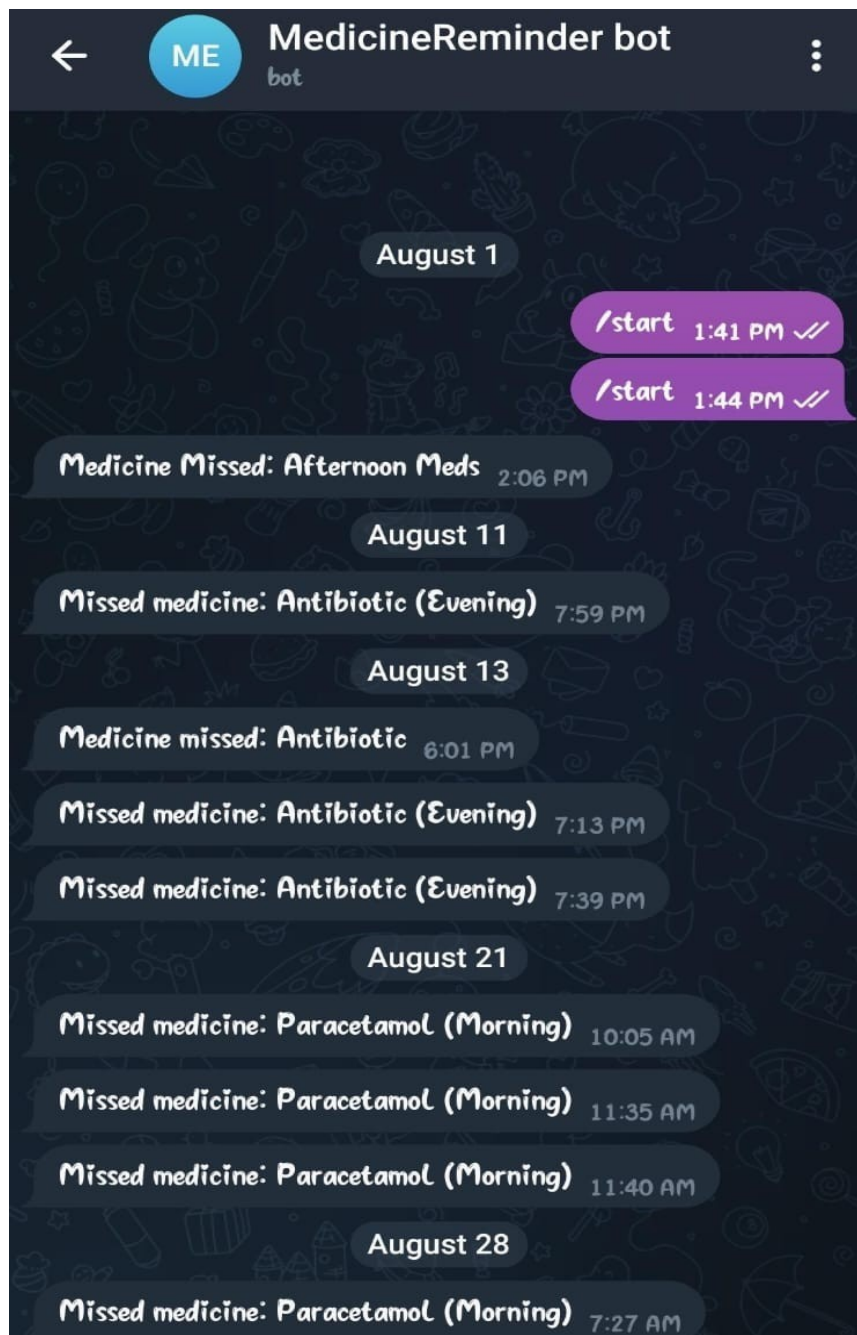 ME
MedicineReminder bot
bot
August 1
/start 1:41 PM
/start 1:44 PM
Medicine Missed: Afternoon Meds 2:06 PM
August 11
Missed medicine: Antibiotic (Evening) 7:59 PM
August 13
Medicine missed: Antibiotic 6:01 PM
Missed medicine: Antibiotic (Evening) 7:13 PM
Missed medicine: Antibiotic (Evening) 7:39 PM
August 21
Missed medicine: Paracetamol (Morning) 10:05 AM
Missed medicine: Paracetamol (Morning) 11:35 AM
Missed medicine: Paracetamol (Morning) 11:40 AM
August 28
Missed medicine: Paracetamol (Morning) 7:27 AM